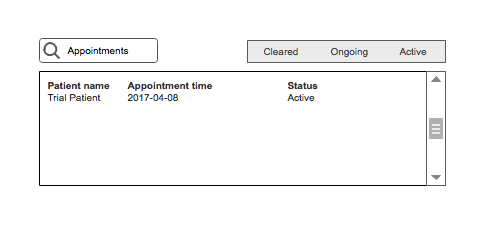 Appointments
Cleared Ongoing Active
Patient name Appointment time Status
Trial Patient 2017-04-08 Active